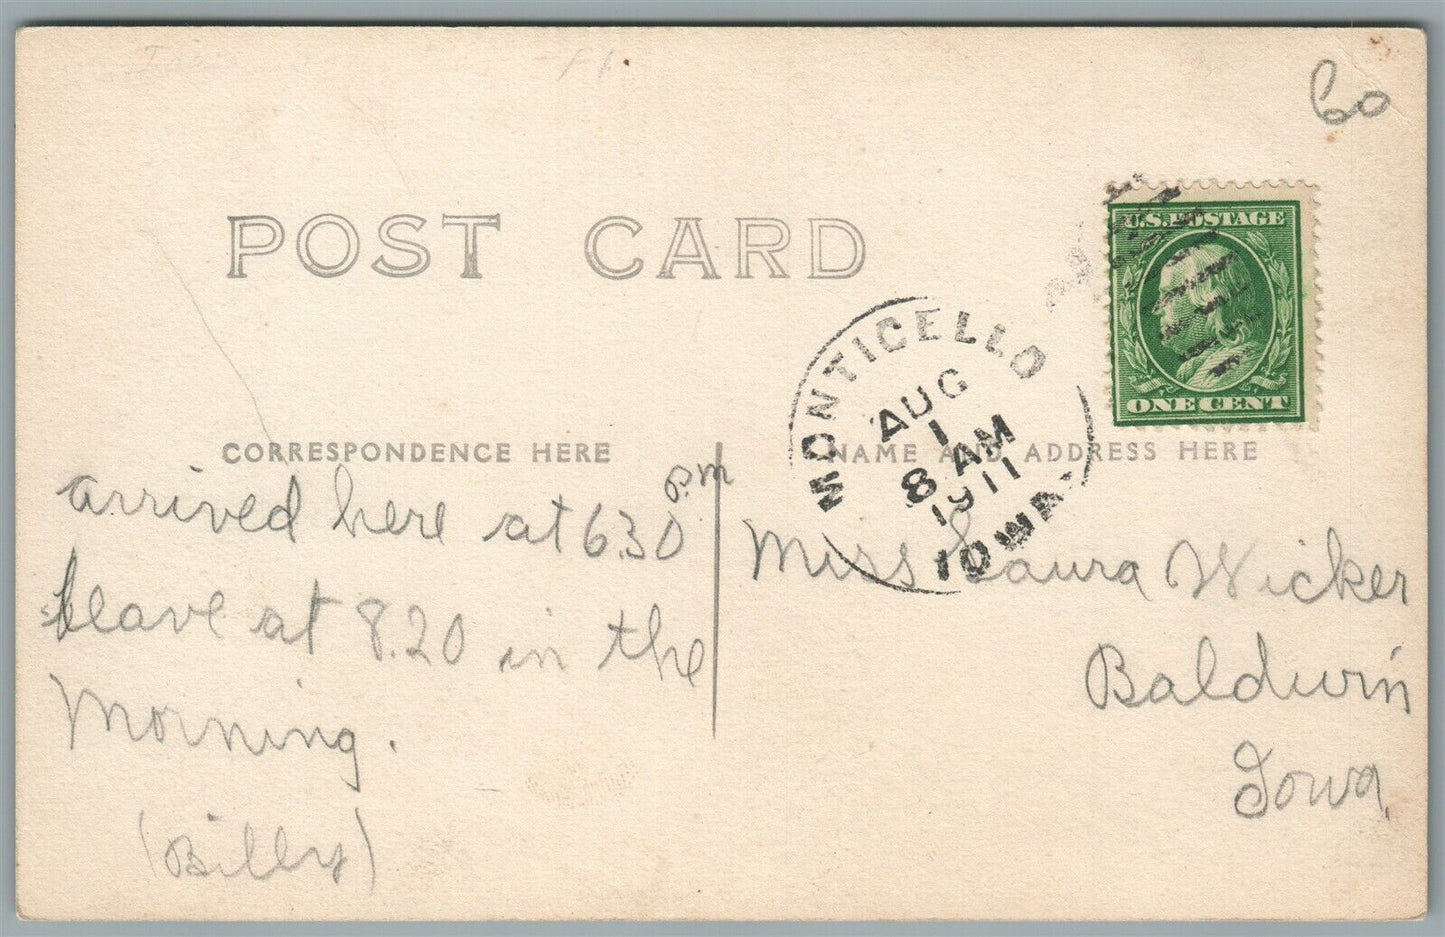 60
POST CARD
U.S. POSTAGE
ONE CENT
MONTICELLO
AUG
1
8 AM
1911
IOWA.
CORRESPONDENCE HERE
NAME AND ADDRESS HERE
arrived here at 6.30 P.M
leave at 8.20 in the
morning.
(Billy)
Miss Laura Wicker
Baldwin
Iowa.